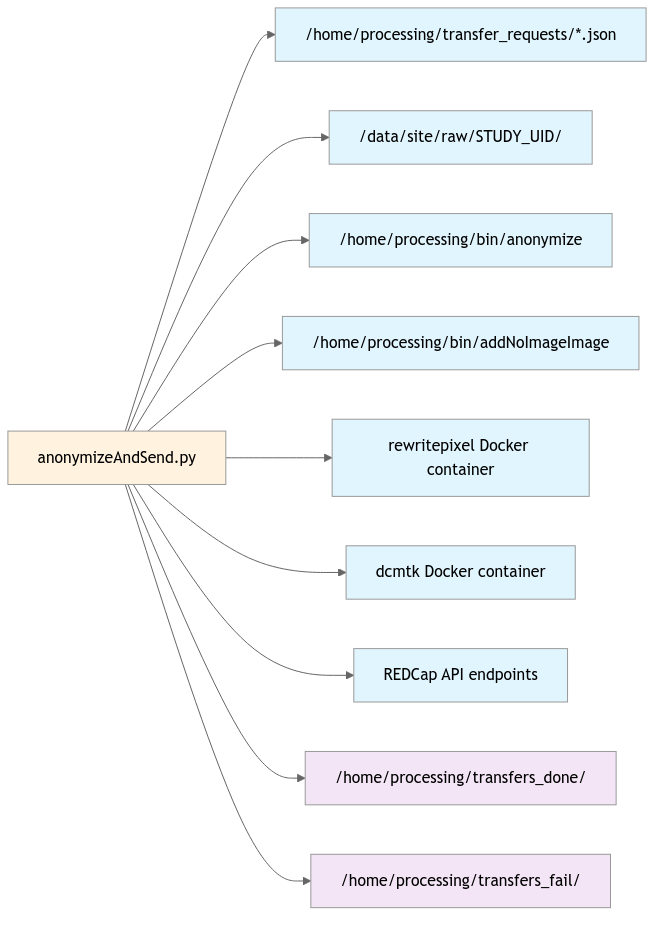 /home/processing/transfer_requests/*.json
/data/site/raw/STUDY_UID/
/home/processing/bin/anonymize
/home/processing/bin/addNoImageImage
anonymizeAndSend.py
rewritepixel Docker
container
dcmtk Docker container
REDCap API endpoints
/home/processing/transfers_done/
/home/processing/transfers_fail/